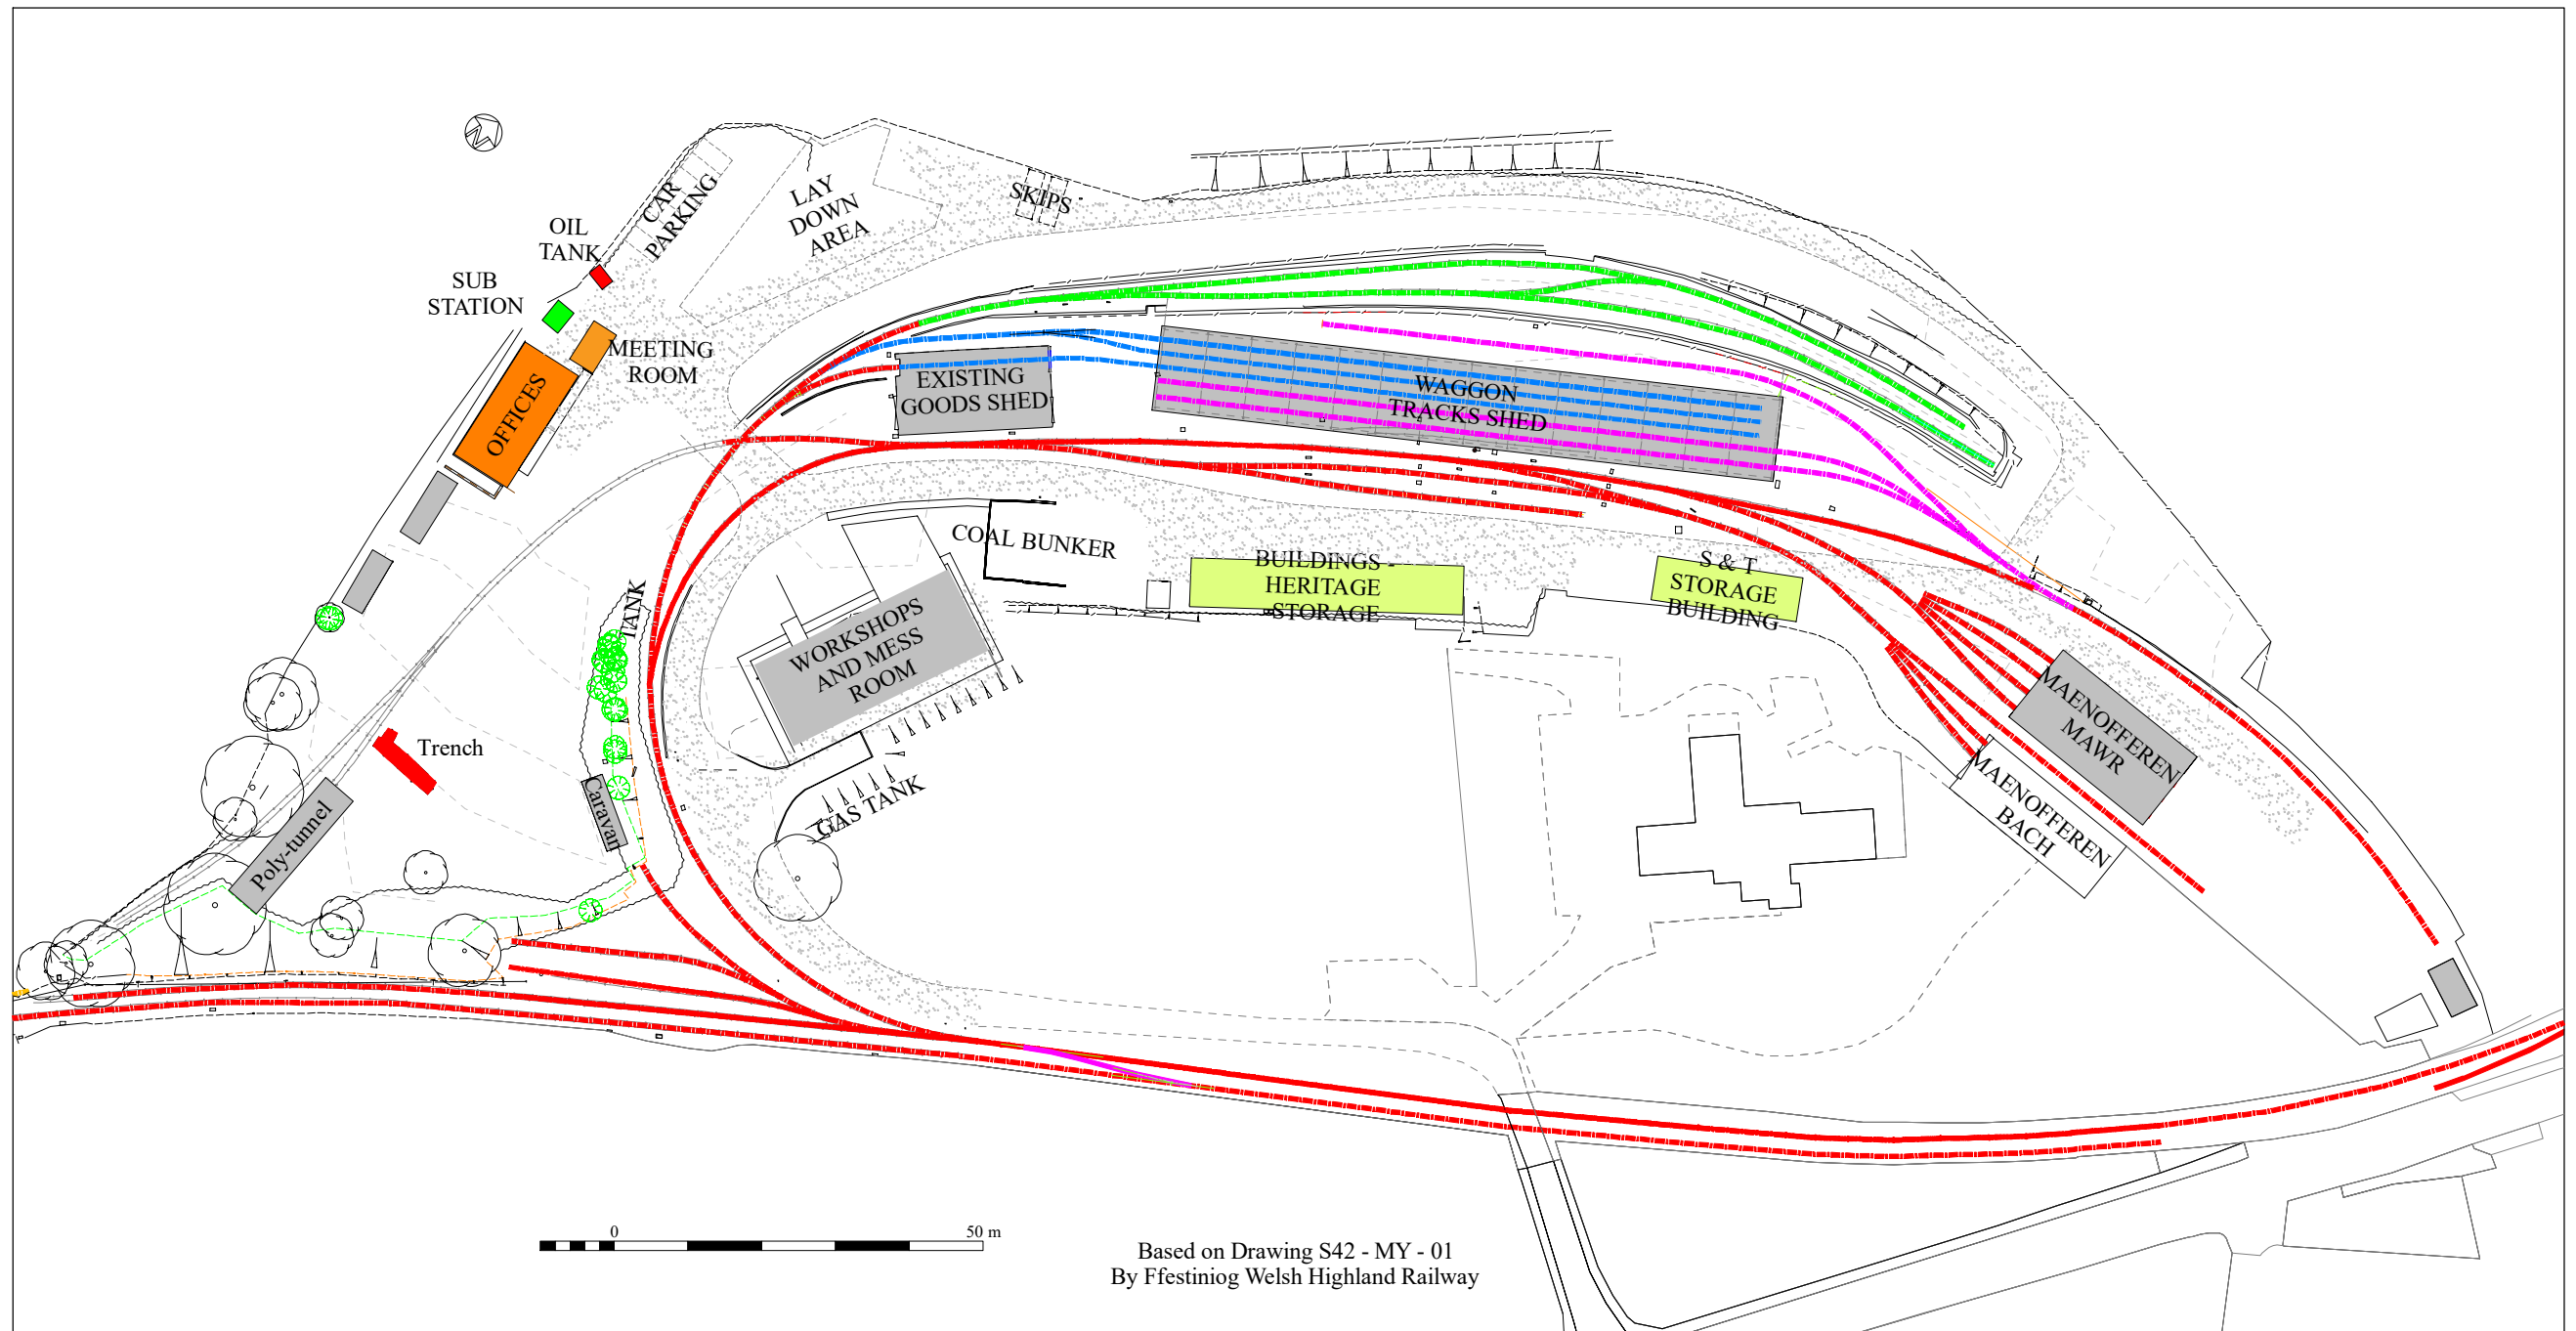 CAR
PARKING
LAY
DOWN
AREA
SKIPS
OIL
TANK
SUB
STATION
MEETING
ROOM
OFFICES
EXISTING
GOODS SHED
WAGGON
TRACKS SHED
COAL BUNKER
BUILDINGS -
HERITAGE
STORAGE
S & T
STORAGE
BUILDING
TANK
WORKSHOPS
AND MESS
ROOM
MAENOFFEREN
MAWR
MAENOFFEREN
BACH
Trench
Caravan
GAS TANK
Poly-tunnel
N
0
50 m
Based on Drawing S42 - MY - 01
By Ffestiniog Welsh Highland Railway